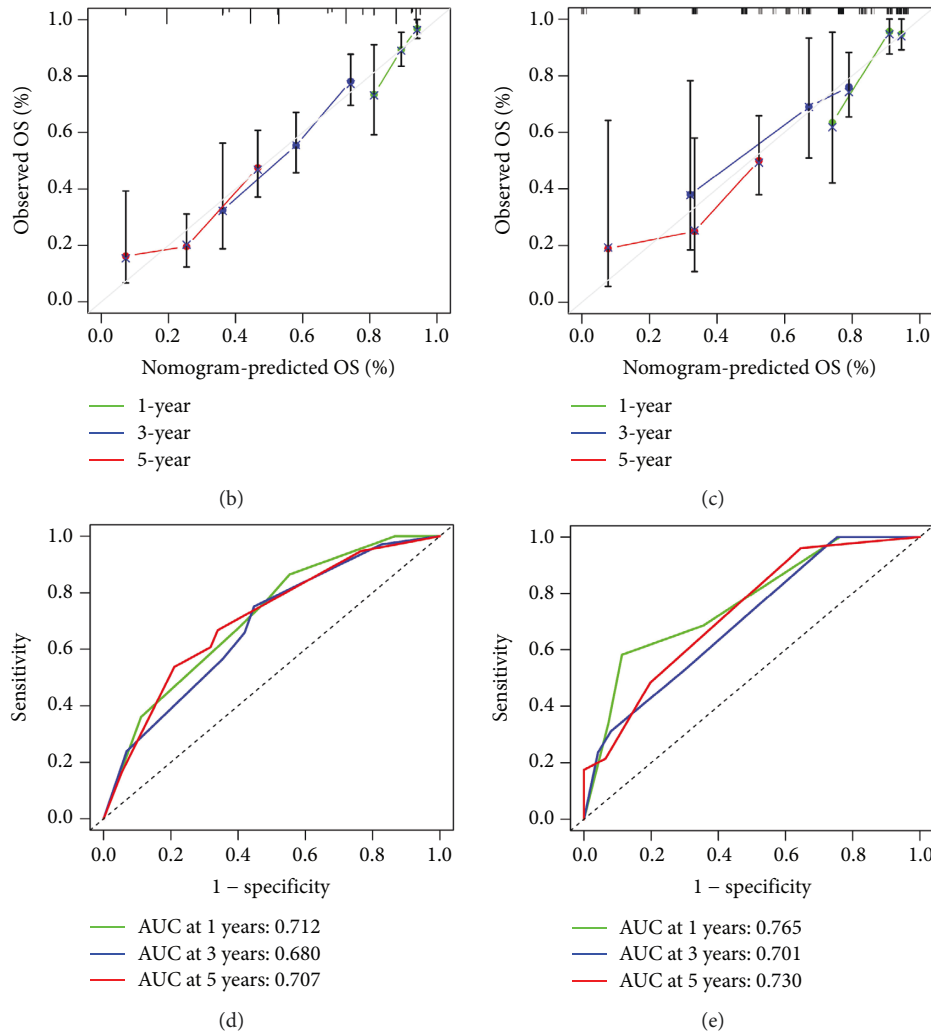 1.0
0.8
0.6
0.4
0.2
0.0
Observed OS (%)
0.0 0.2 0.4 0.6 0.8 1.0
Nomogram-predicted OS (%)
1-year
3-year
5-year
(b)
1.0
0.8
0.6
0.4
0.2
0.0
Observed OS (%)
0.0 0.2 0.4 0.6 0.8 1.0
Nomogram-predicted OS (%)
1-year
3-year
5-year
(c)
1.0
0.8
0.6
0.4
0.2
0.0
Sensitivity
0.0 0.2 0.4 0.6 0.8 1.0
1 − specificity
AUC at 1 years: 0.712
AUC at 3 years: 0.680
AUC at 5 years: 0.707
(d)
1.0
0.8
0.6
0.4
0.2
0.0
Sensitivity
0.0 0.2 0.4 0.6 0.8 1.0
1 − specificity
AUC at 1 years: 0.765
AUC at 3 years: 0.701
AUC at 5 years: 0.730
(e)